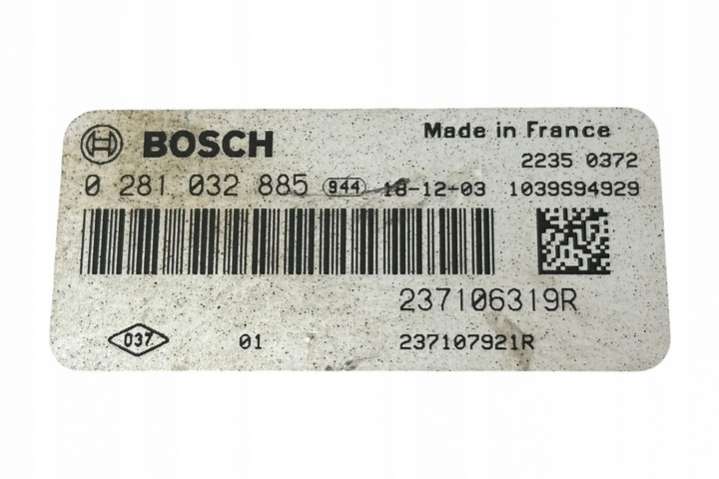 BOSCH Made in France
2235 0372
0 281 032 885 944 18-12-03 1039S94929
237106319R
037 01 237107921R